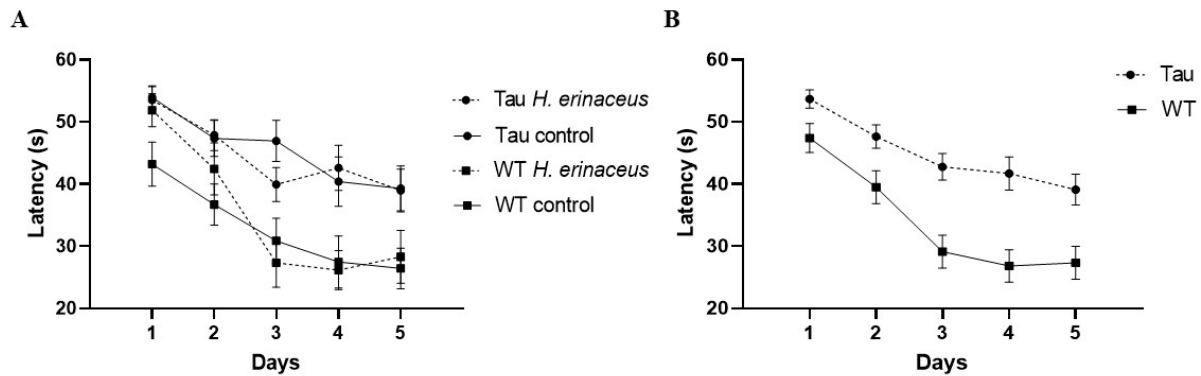 A
60
50
40
30
20
Latency (s)
1 2 3 4 5
Days
Tau H. erinaceus
Tau control
WT H. erinaceus
WT control
B
60
50
40
30
20
Latency (s)
1 2 3 4 5
Days
Tau
WT